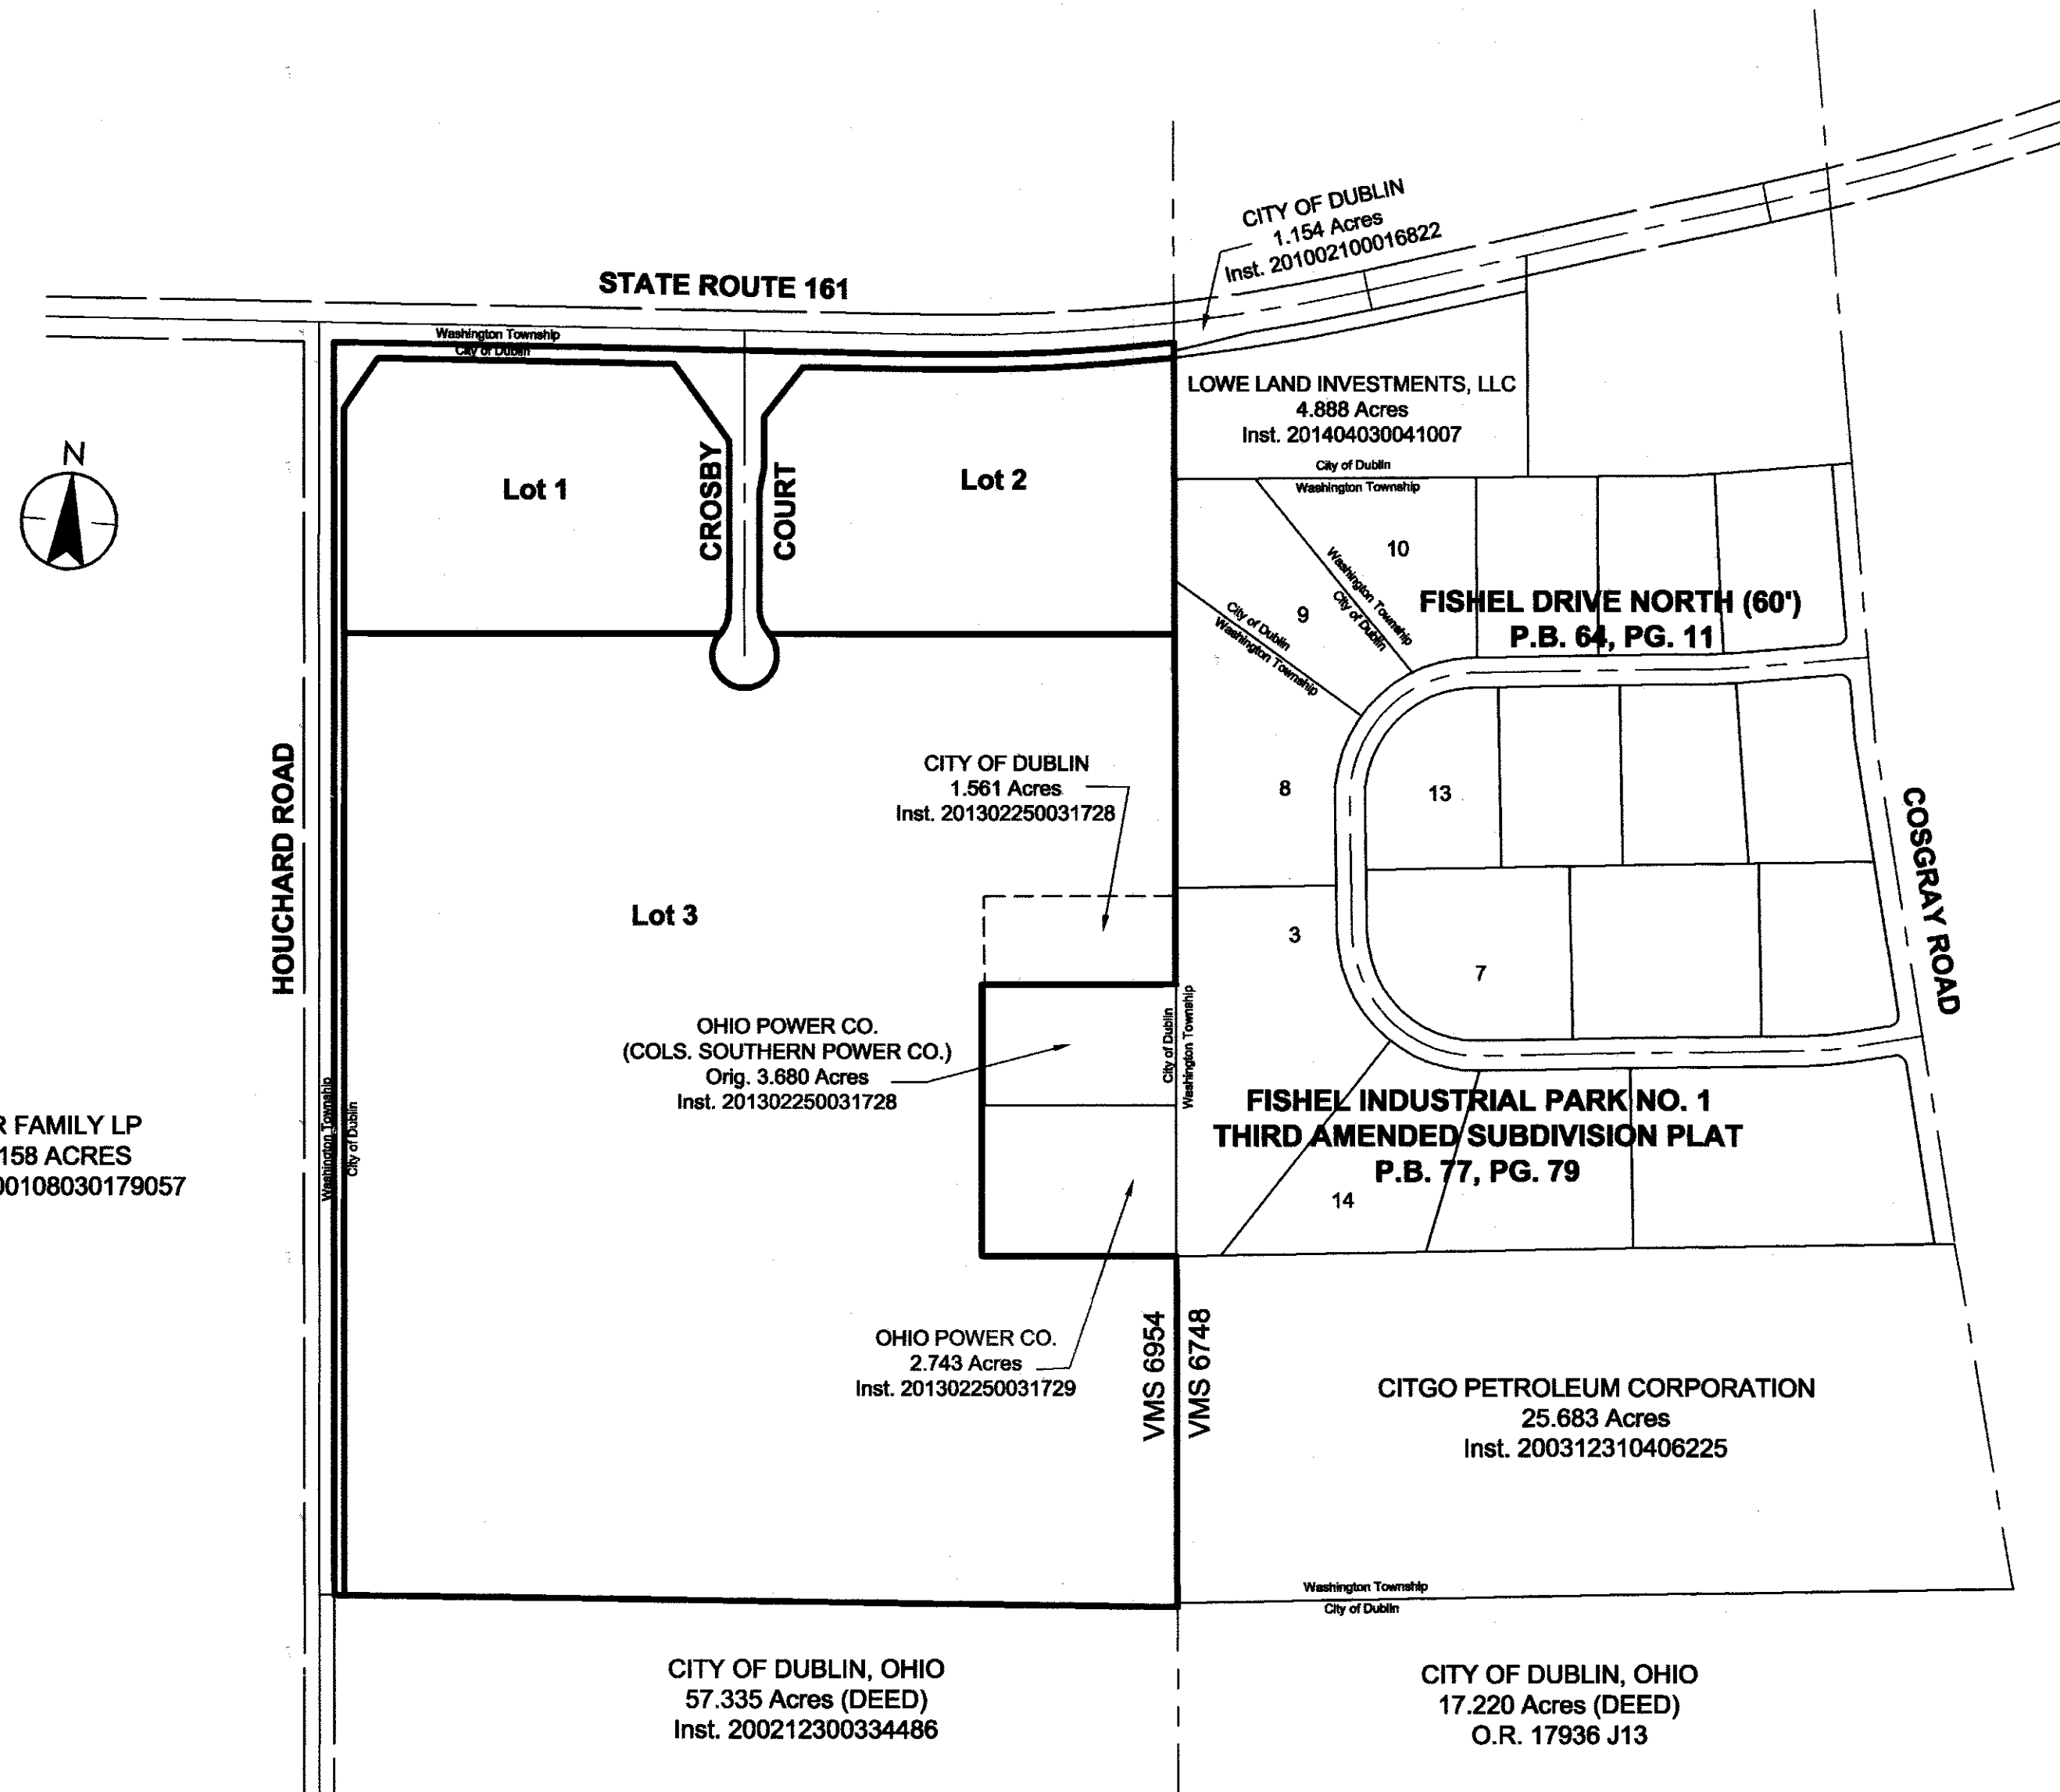 CITY OF DUBLIN
1.154 Acres
Inst. 201002100016822
STATE ROUTE 161
Washington Township
City of Dublin
LOWE LAND INVESTMENTS, LLC
4.888 Acres
Inst. 201404030041007
City of Dublin
Washington Township
N
Lot 1
CROSBY
COURT
Lot 2
10
Washington Township
City of Dublin
9
City of Dublin
Washington Township
FISHEL DRIVE NORTH (60')
P.B. 64, PG. 11
HOUCHARD ROAD
CITY OF DUBLIN
1.561 Acres
Inst. 201302250031728
8
13
COSGRAY ROAD
Lot 3
3
7
OHIO POWER CO.
(COLS. SOUTHERN POWER CO.)
Orig. 3.680 Acres
Inst. 201302250031728
City of Dublin
Washington Township
FISHEL INDUSTRIAL PARK NO. 1
THIRD AMENDED SUBDIVISION PLAT
P.B. 77, PG. 79
14
R FAMILY LP
158 ACRES
00108030179057
Washington Township
City of Dublin
OHIO POWER CO.
2.743 Acres
Inst. 201302250031729
VMS 6954
VMS 6748
CITGO PETROLEUM CORPORATION
25.683 Acres
Inst. 200312310406225
Washington Township
City of Dublin
CITY OF DUBLIN, OHIO
57.335 Acres (DEED)
Inst. 200212300334486
CITY OF DUBLIN, OHIO
17.220 Acres (DEED)
O.R. 17936 J13